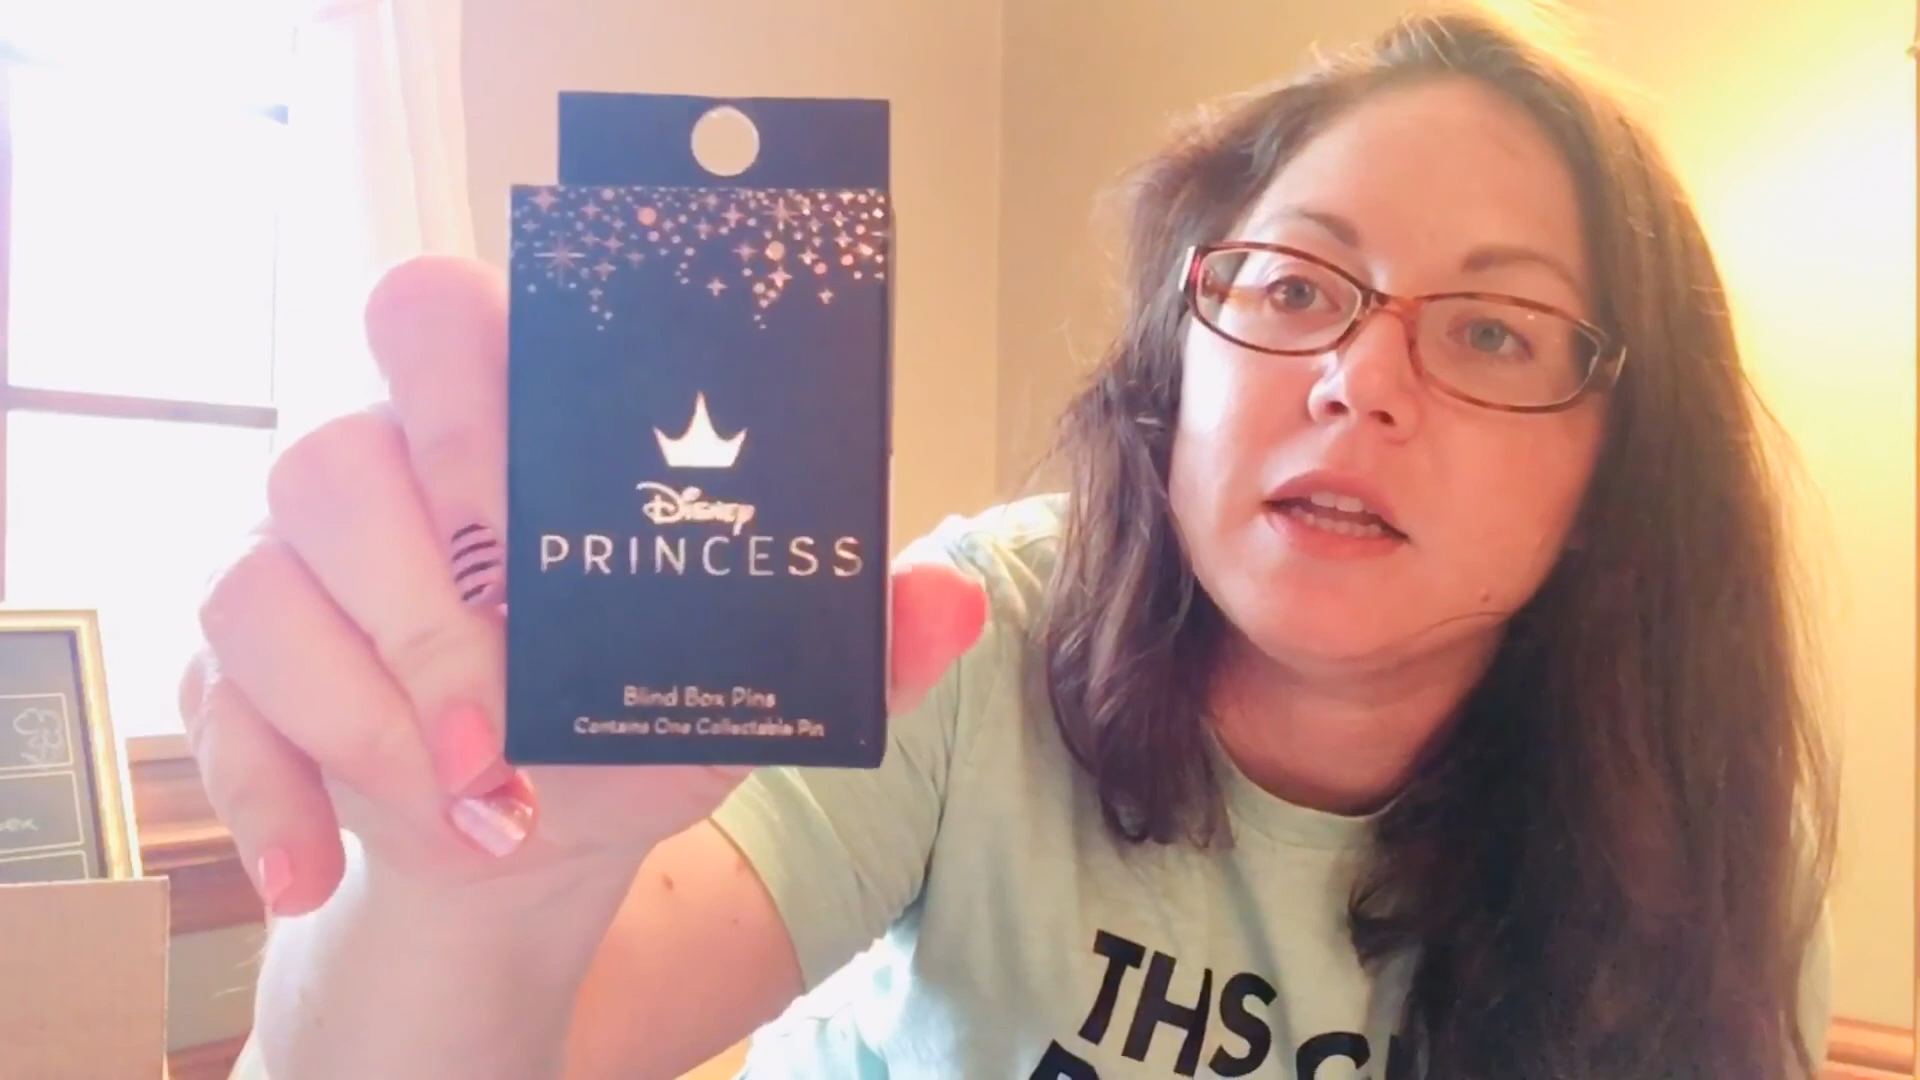 Disney
PRINCESS
Blind Box Pins
Contains One Collectable Pin
THS